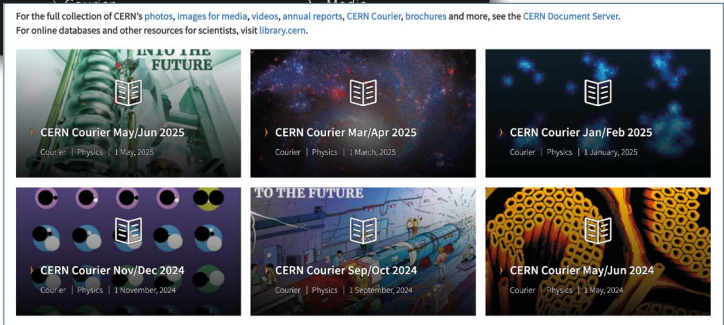 Courier
Media
For the full collection of CERN's photos, images for media, videos, annual reports, CERN Courier, brochures and more, see the CERN Document Server.
For online databases and other resources for scientists, visit library.cern.
INTO THE
FUTURE
CERN Courier May/Jun 2025
Courier | Physics | 1 May, 2025
CERN Courier Mar/Apr 2025
Courier | Physics | 1 March, 2025
CERN Courier Jan/Feb 2025
Courier | Physics | 1 January, 2025
CERN Courier Nov/Dec 2024
Courier | Physics | 1 November, 2024
TO THE FUTURE
CERN Courier Sep/Oct 2024
Courier | Physics | 1 September, 2024
CERN Courier May/Jun 2024
Courier | Physics | 1 May, 2024